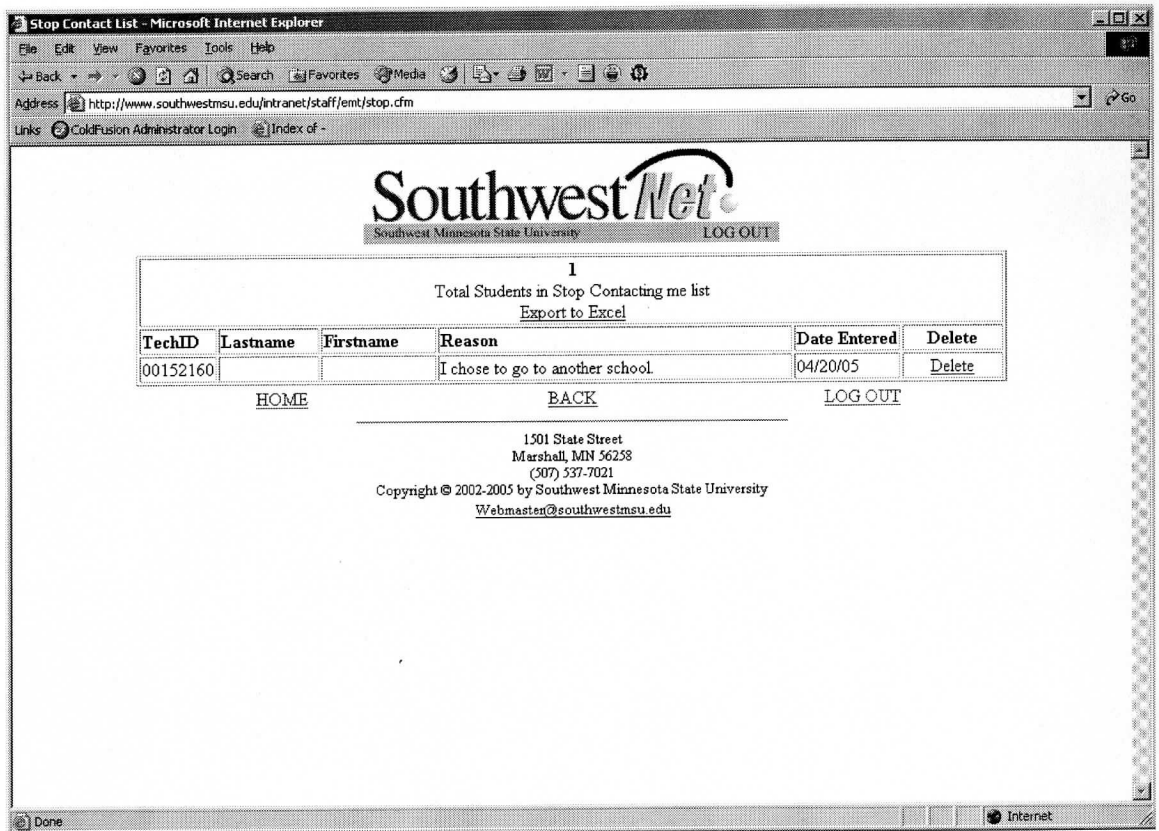 Stop Contact List - Microsoft Internet Explorer
File Edit View Favorites Tools Help
Back Search Favorites Media
Address http://www.southwestmsu.edu/intranet/staff/emt/stop.cfm Go
Links ColdFusion Administrator Login Index of -
Southwest Net
Southwest Minnesota State University LOG OUT
1
Total Students in Stop Contacting me list
Export to Excel
TechID Lastname Firstname Reason Date Entered Delete
00152160 I chose to go to another school. 04/20/05 Delete
HOME BACK LOG OUT
1501 State Street
Marshall, MN 56258
(507) 537-7021
Copyright © 2002-2005 by Southwest Minnesota State University
Webmaster@southwestmsu.edu
Done Internet